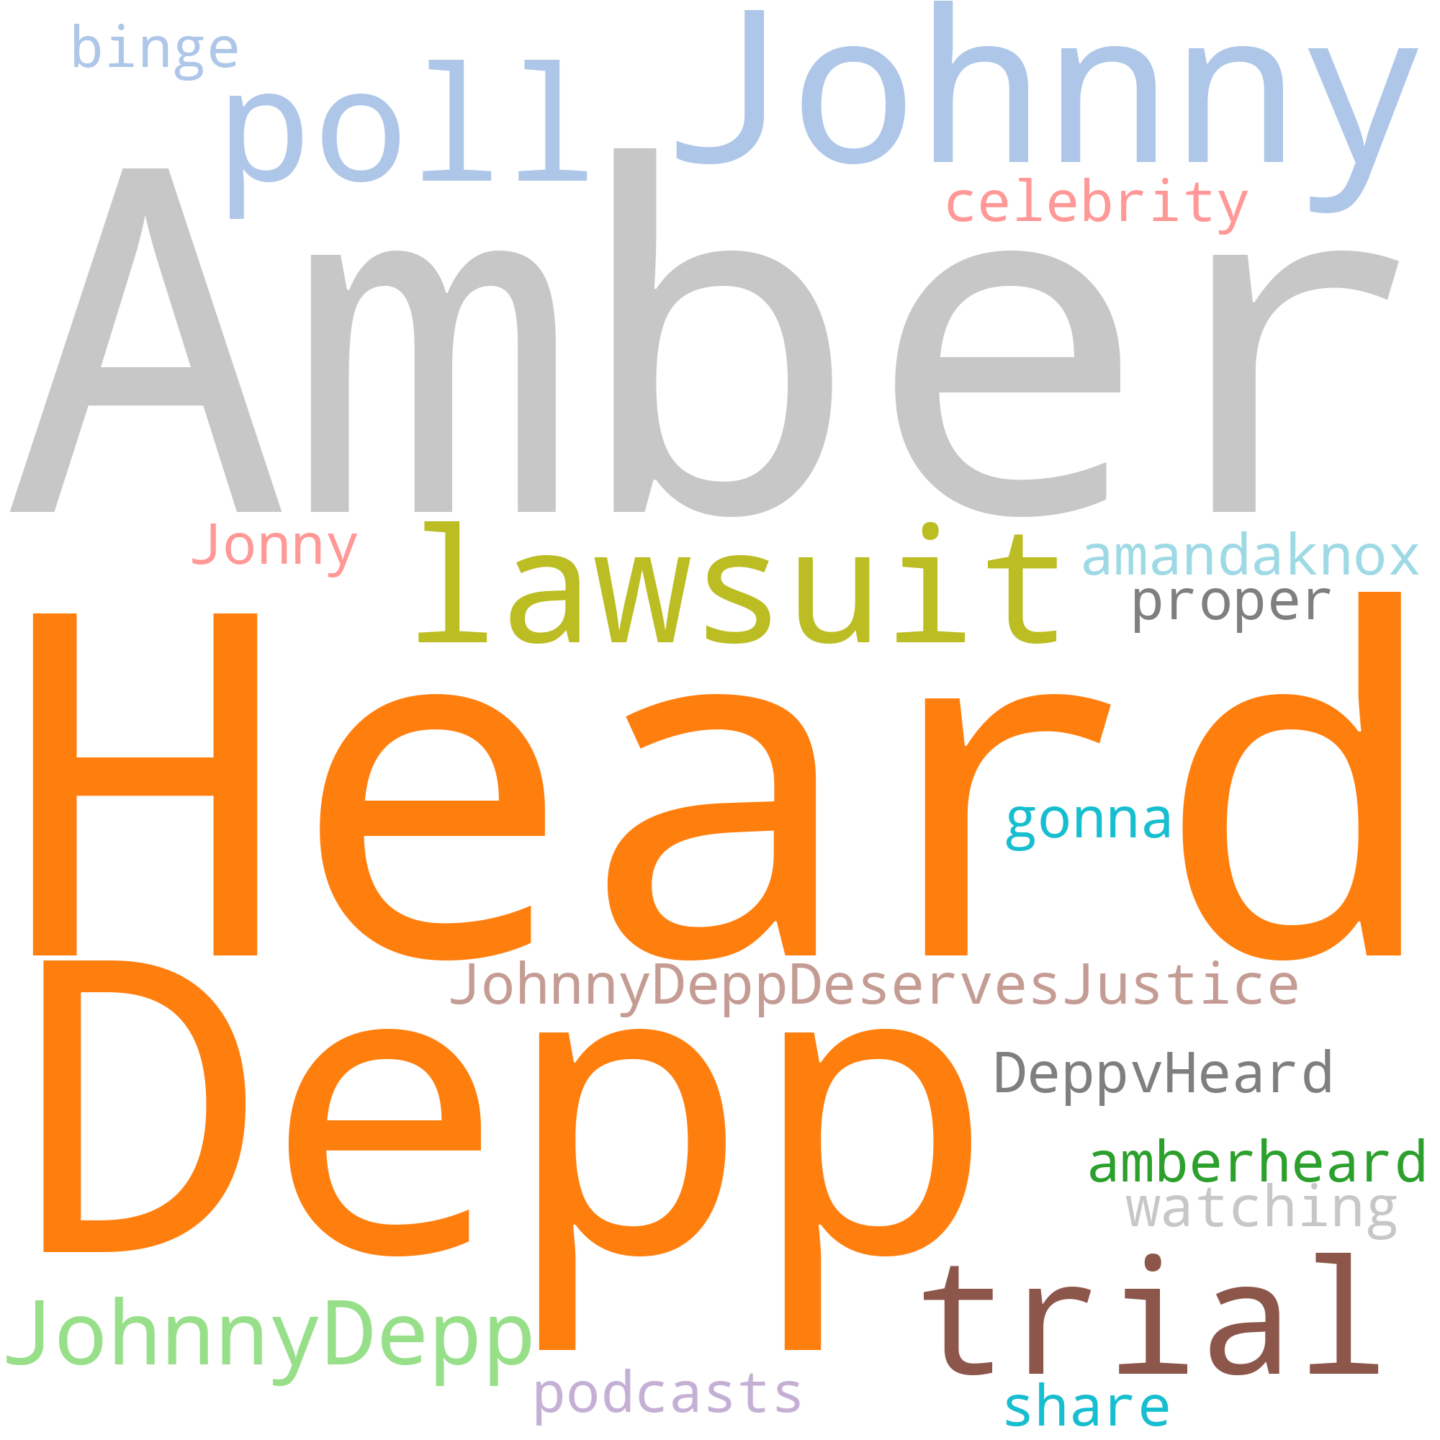 binge
poll
Johnny
celebrity
Amber
Jonny
lawsuit
amandaknox
proper
Heard
gonna
Depp
JohnnyDeppDeservesJustice
DeppvHeard
amberheard
watching
trial
JohnnyDepp
podcasts
share